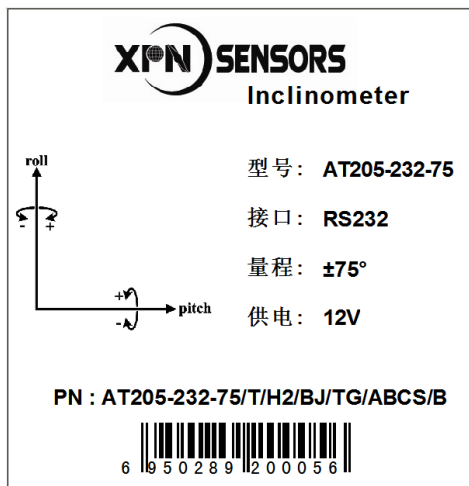 XPN SENSORS
Inclinometer
roll
- +
+
-
pitch
型号: AT205-232-75
接口: RS232
量程: ±75°
供电: 12V
PN : AT205-232-75/T/H2/BJ/TG/ABCS/B
6 950289 200056